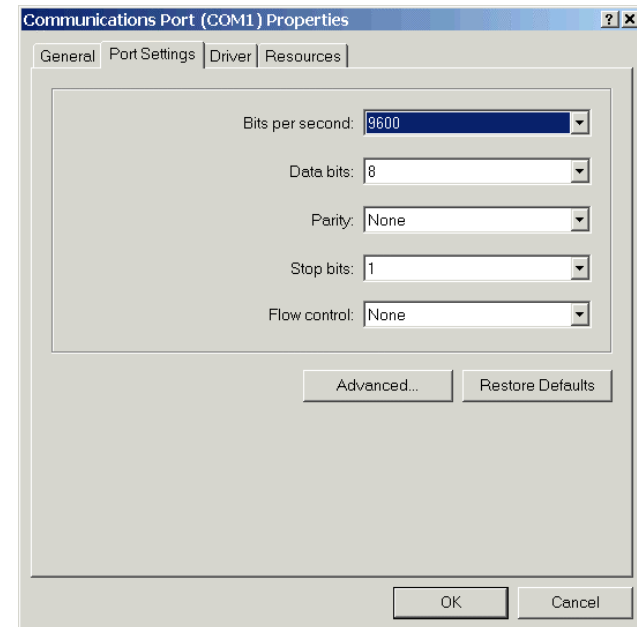 Communications Port (COM1) Properties
General Port Settings Driver Resources
Bits per second: 9600
Data bits: 8
Parity: None
Stop bits: 1
Flow control: None
Advanced... Restore Defaults
OK Cancel